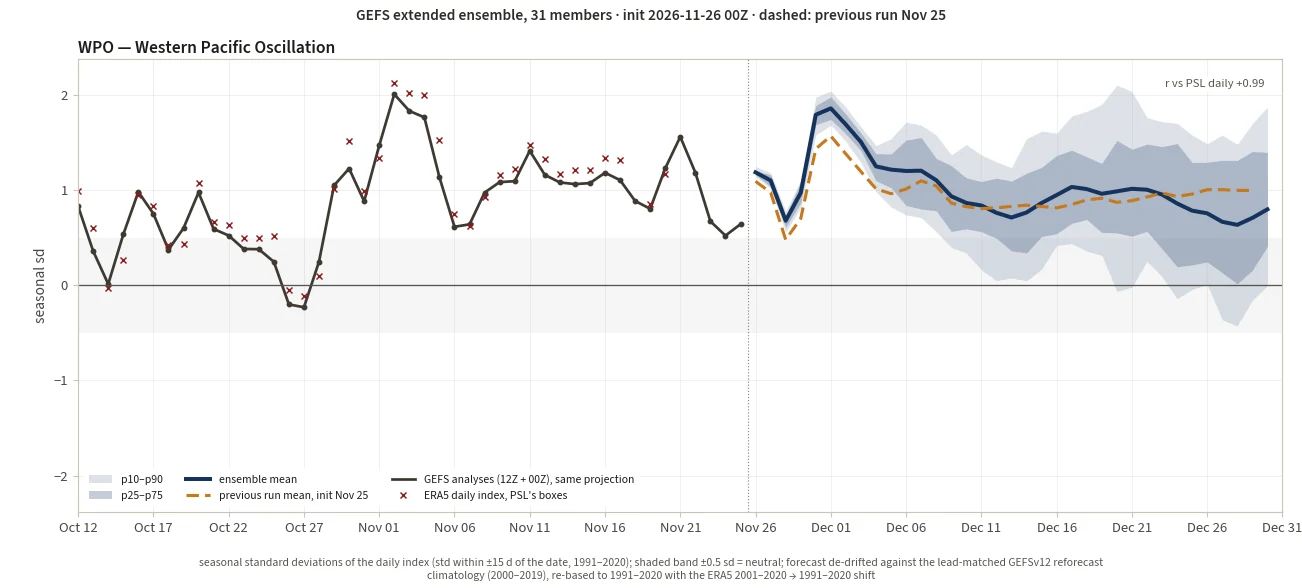 GEFS extended ensemble, 31 members · init 2026-11-26 00Z · dashed: previous run Nov 25
WPO — Western Pacific Oscillation
r vs PSL daily +0.99
seasonal sd
2
1
0
−1
−2
p10–p90
p25–p75
ensemble mean
previous run mean, init Nov 25
GEFS analyses (12Z + 00Z), same projection
ERA5 daily index, PSL's boxes
Oct 12
Oct 17
Oct 22
Oct 27
Nov 01
Nov 06
Nov 11
Nov 16
Nov 21
Nov 26
Dec 01
Dec 06
Dec 11
Dec 16
Dec 21
Dec 26
Dec 31
seasonal standard deviations of the daily index (std within ±15 d of the date, 1991–2020); shaded band ±0.5 sd = neutral; forecast de-drifted against the lead-matched GEFSv12 reforecast
climatology (2000–2019), re-based to 1991–2020 with the ERA5 2001–2020 → 1991–2020 shift